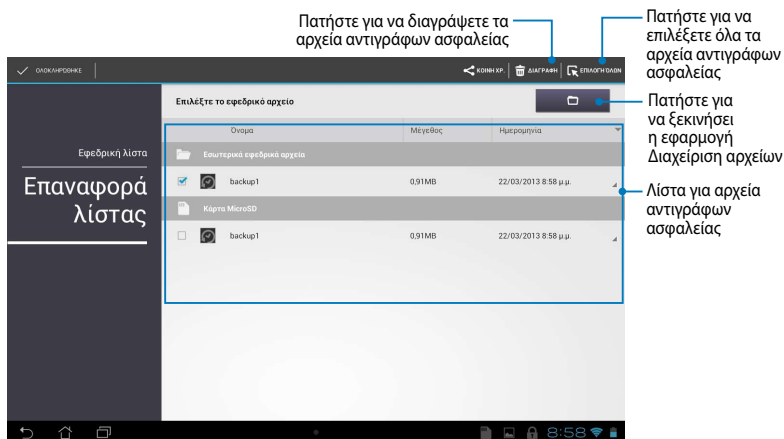 Πατήστε για να διαγράψετε τα
αρχεία αντιγράφων ασφαλείας
Πατήστε για να
επιλέξετε όλα τα
αρχεία αντιγράφων
ασφαλείας
ΟΛΟΚΛΗΡΩΘΗΚΕ
ΚΟΙΝΗ ΧΡ. ΔΙΑΓΡΑΦΗ ΕΠΙΛΟΓΗ ΌΛΩΝ
Επιλέξτε το εφεδρικό αρχείο
Πατήστε για
να ξεκινήσει
η εφαρμογή
Διαχείριση αρχείων
Όνομα Μέγεθος Ημερομηνία
Εφεδρική λίστα
Επαναφορά
λίστας
Εσωτερικά εφεδρικά αρχεία
backup1 0,91MB 22/03/2013 8:58 μ.μ.
Κάρτα MicroSD
backup1 0,91MB 22/03/2013 8:58 μ.μ.
Λίστα για αρχεία
αντιγράφων
ασφαλείας
8:58